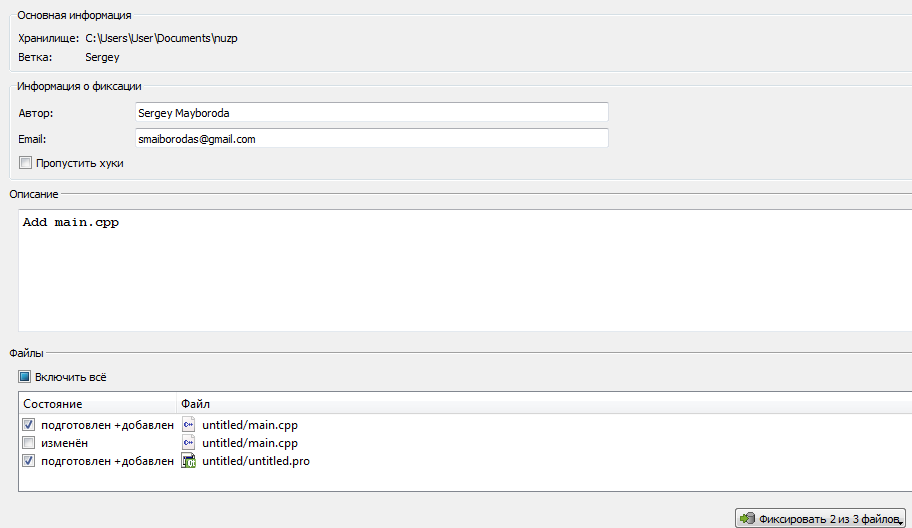 Основная информация
Хранилище: C:\Users\User\Documents\nuzp
Ветка: Sergey
Информация о фиксации
Автор: Sergey Mayboroda
Email: smaiborodas@gmail.com
Пропустить хуки
Описание
Add main.cpp
Файлы
Включить всё
Состояние Файл
подготовлен +добавлен untitled/main.cpp
изменён untitled/main.cpp
подготовлен +добавлен untitled/untitled.pro
Фиксировать 2 из 3 файлов